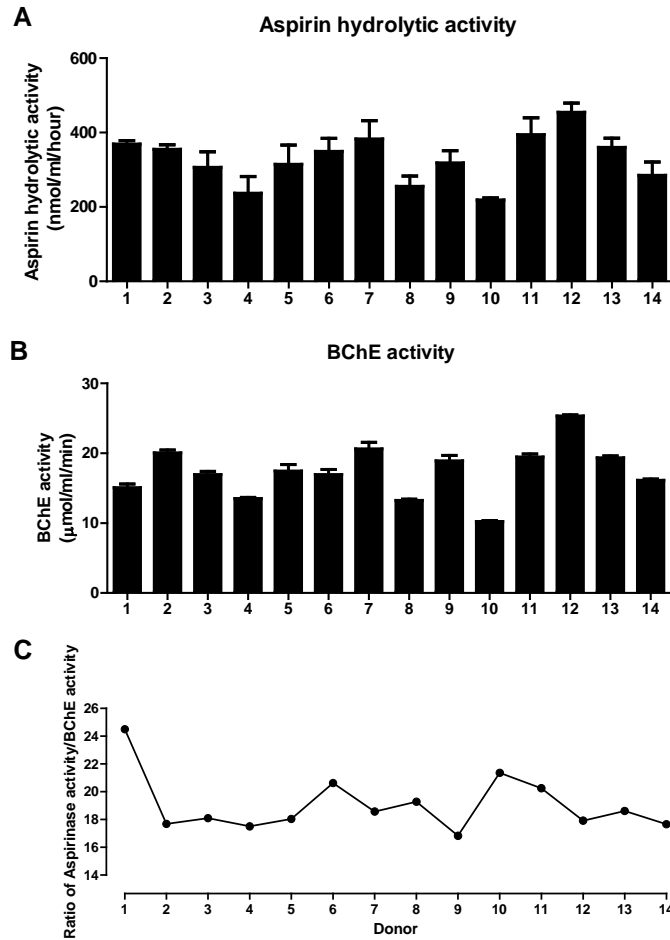 A
Aspirin hydrolytic activity
Aspirin hydrolytic activity
(nmol/ml/hour)
600
400
200
0
1 2 3 4 5 6 7 8 9 10 11 12 13 14
B
BChE activity
BChE activity
(μmol/ml/min)
30
20
10
0
1 2 3 4 5 6 7 8 9 10 11 12 13 14
C
Ratio of Aspirinase activity/BChE activity
26
24
22
20
18
16
14
1 2 3 4 5 6 7 8 9 10 11 12 13 14
Donor